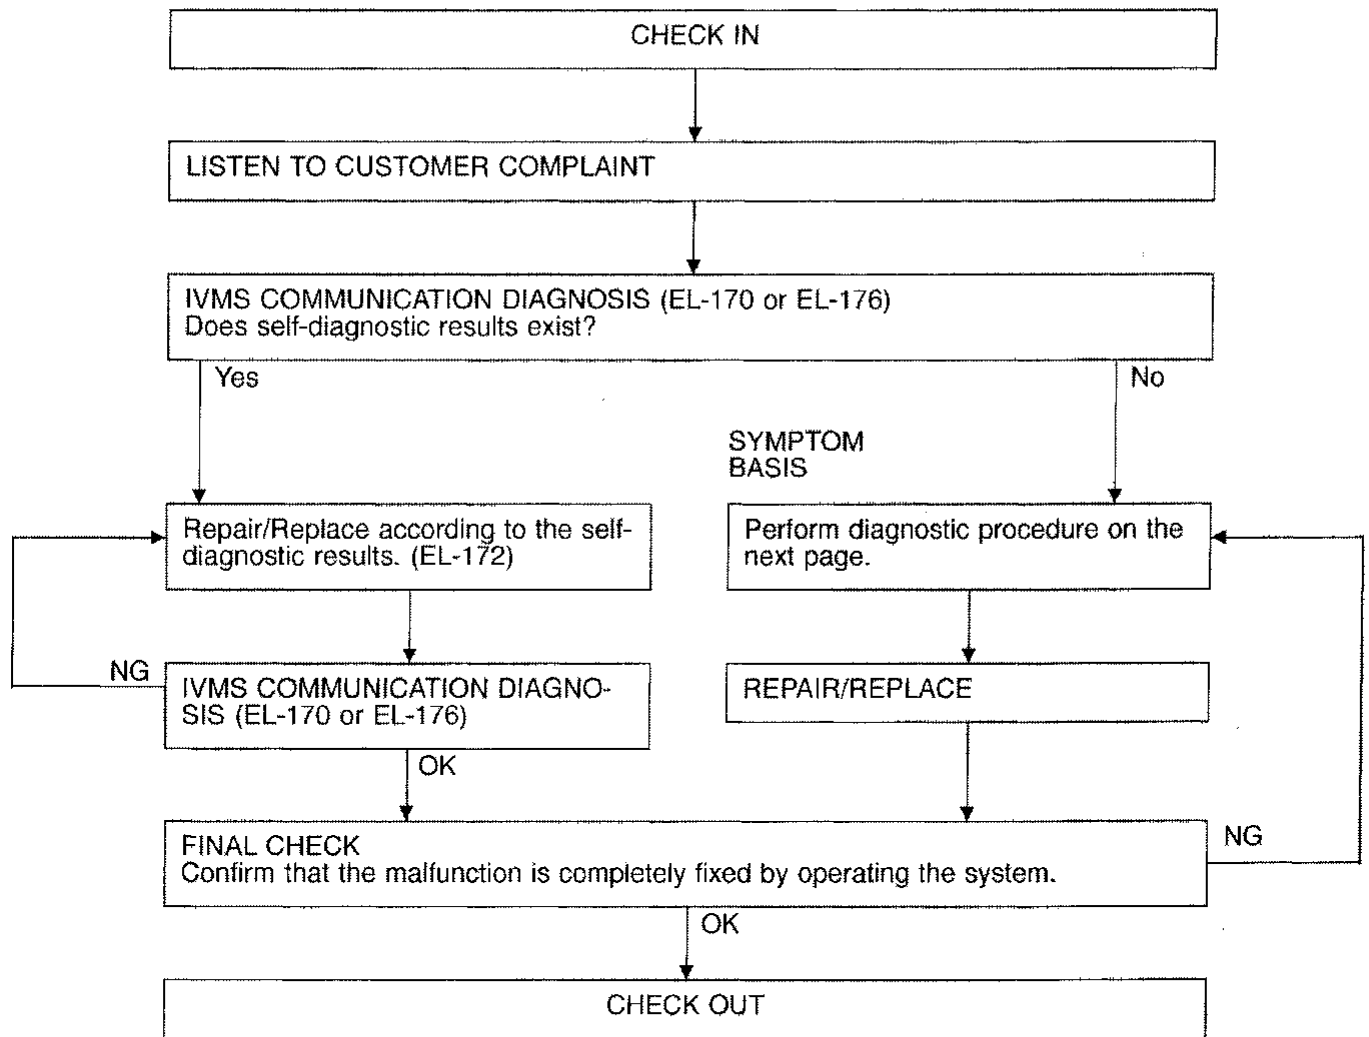 CHECK IN
LISTEN TO CUSTOMER COMPLAINT
IVMS COMMUNICATION DIAGNOSIS (EL-170 or EL-176)
Does self-diagnostic results exist?
Yes
No
SYMPTOM
BASIS
Repair/Replace according to the self-
diagnostic results. (EL-172)
Perform diagnostic procedure on the
next page.
NG
IVMS COMMUNICATION DIAGNO-
SIS (EL-170 or EL-176)
REPAIR/REPLACE
OK
FINAL CHECK
Confirm that the malfunction is completely fixed by operating the system.
NG
OK
CHECK OUT